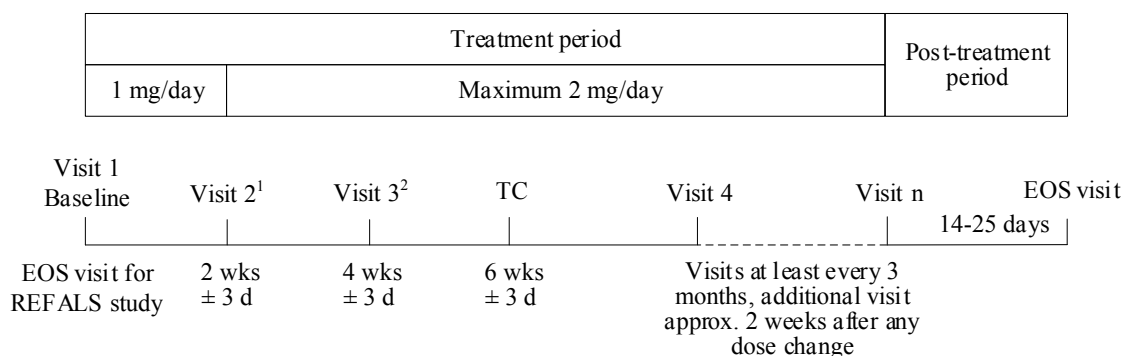 Treatment period
Post-treatment
period
1 mg/day
Maximum 2 mg/day
Visit 1
Baseline
Visit 2¹
Visit 3²
TC
Visit 4
Visit n
EOS visit
14-25 days
EOS visit for
REFALS study
2 wks
± 3 d
4 wks
± 3 d
6 wks
± 3 d
Visits at least every 3
months, additional visit
approx. 2 weeks after any
dose change